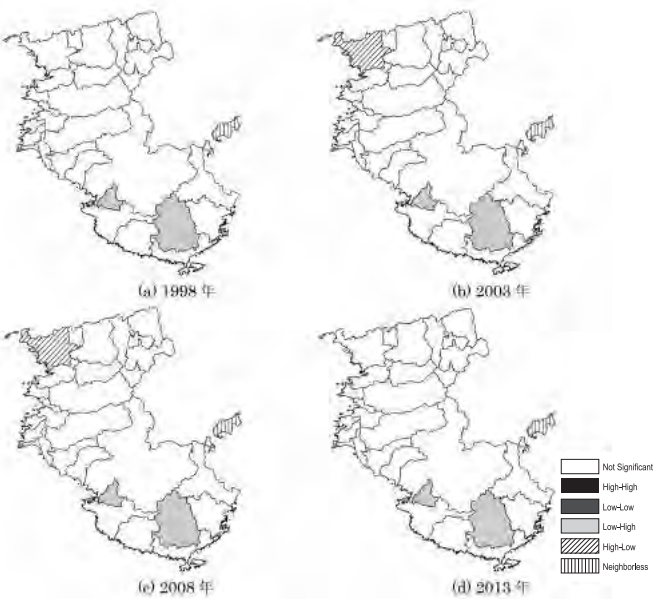 (a) 1998 年
(b) 2003 年
(c) 2008 年
(d) 2013 年
Not Significant
High-High
Low-Low
Low-High
High-Low
Neighborless